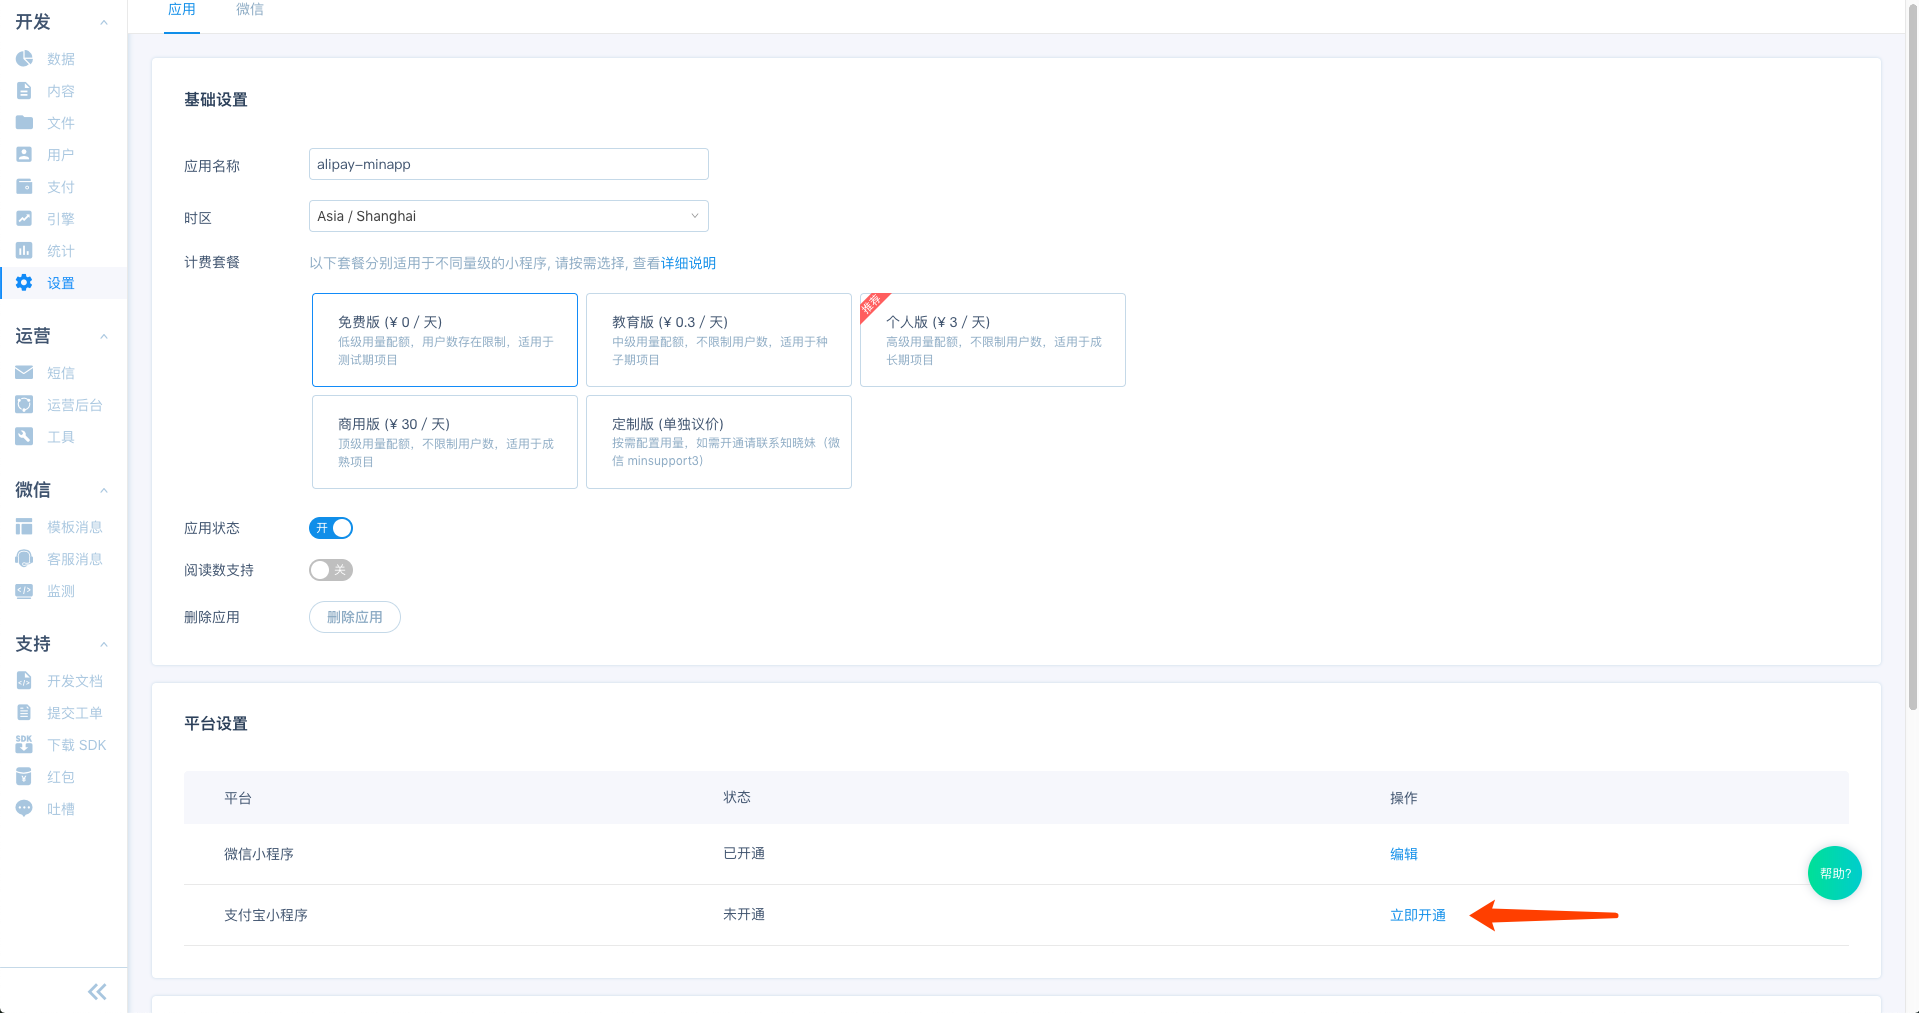 开发
数据
内容
文件
用户
支付
引擎
统计
设置
运营
短信
运营后台
工具
微信
模板消息
客服消息
监测
支持
开发文档
提交工单
SDK
下载 SDK
红包
吐槽
应用
微信
基础设置
应用名称
alipay-minapp
时区
Asia / Shanghai
计费套餐
以下套餐分别适用于不同量级的小程序, 请按需选择, 查看详细说明
免费版 (¥ 0 / 天)
低级用量配额，用户数存在限制，适用于
测试期项目
教育版 (¥ 0.3 / 天)
中级用量配额，不限制用户数，适用于种
子期项目
推荐
个人版 (¥ 3 / 天)
高级用量配额，不限制用户数，适用于成
长期项目
商用版 (¥ 30 / 天)
顶级用量配额，不限制用户数，适用于成
熟项目
定制版 (单独议价)
按需配置用量，如需开通请联系知晓妹（微
信 minsupport3)
应用状态
开
阅读数支持
关
删除应用
删除应用
平台设置
平台 状态 操作
微信小程序 已开通 编辑
支付宝小程序 未开通 立即开通
帮助?